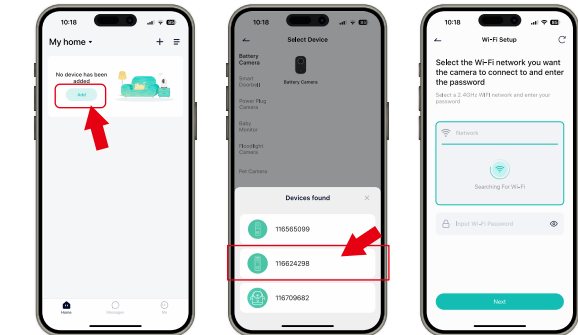 10:18
My home
No device has been
added
Add
Home
Messages
Me
10:18
Select Device
Battery
Camera
Smart
Doorbell
Power Plug
Camera
Baby
Monitor
Floodlight
Camera
Pet Camera
Battery Camera
Devices found
116565099
116624298
116709682
10:18
Wi-Fi Setup
Select the Wi-Fi network you want
the camera to connect to and enter
the password
Select a 2.4GHz WIFI network and enter your
password
Network
Searching For Wi-Fi
Input Wi-Fi Password
Next